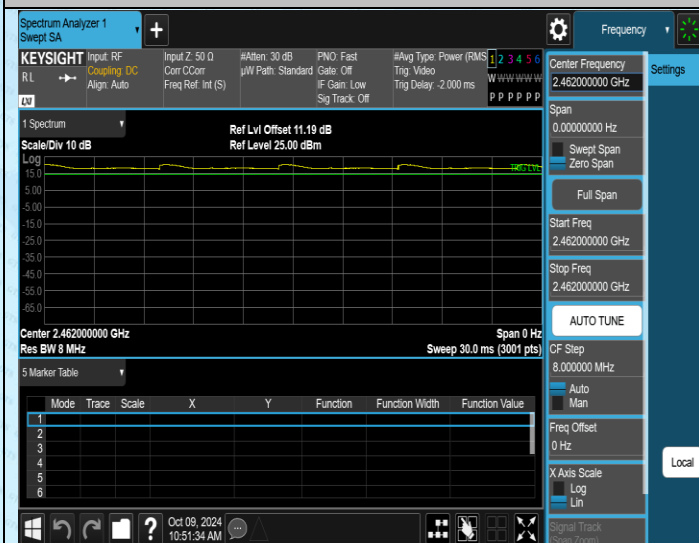 Spectrum Analyzer 1
Swept SA
Frequency
KEYSIGHT
RL
LXI
Input: RF
Coupling: DC
Align: Auto
Input Z: 50 Ω
Corr CCorr
Freq Ref: Int (S)
#Atten: 30 dB
µW Path: Standard
PNO: Fast
Gate: Off
IF Gain: Low
Sig Track: Off
#Avg Type: Power (RMS
Trig: Video
Trig Delay: -2.000 ms
1 2 3 4 5 6
W W W W W W
P P P P P P
Center Frequency
2.462000000 GHz
Settings
Span
0.00000000 Hz
Swept Span
Zero Span
Full Span
Start Freq
2.462000000 GHz
Stop Freq
2.462000000 GHz
AUTO TUNE
CF Step
8.000000 MHz
Auto
Man
Freq Offset
0 Hz
X Axis Scale
Log
Lin
Signal Track
(Span Zoom)
Local
1 Spectrum
Scale/Div 10 dB
Ref Lvl Offset 11.19 dB
Ref Level 25.00 dBm
Log
15.0
5.00
-5.00
-15.0
-25.0
-35.0
-45.0
-55.0
-65.0
TRIG LVL
Center 2.462000000 GHz
Res BW 8 MHz
Span 0 Hz
Sweep 30.0 ms (3001 pts)
5 Marker Table
Mode Trace Scale X Y Function Function Width Function Value
1
2
3
4
5
6
?
Oct 09, 2024
10:51:34 AM